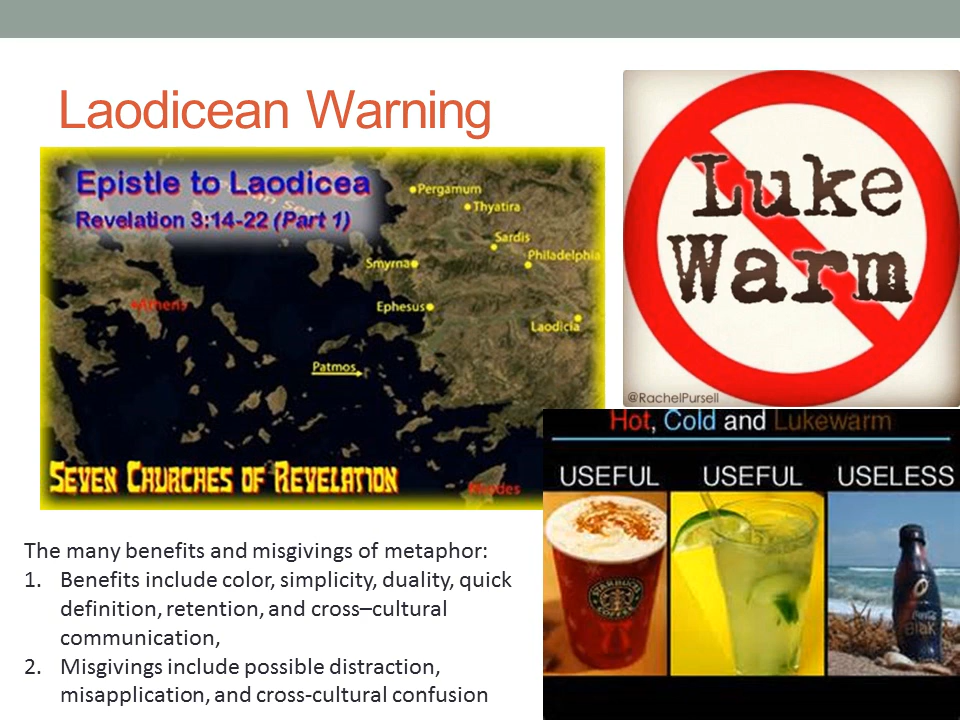 Laodicean Warning
Epistle to Laodicea
Revelation 3:14-22 (Part 1)
Pergamum
Thyatira
Sardis
Philadelphia
Smyrna
Athens
Ephesus
Laodicia
Patmos
Rhodes
SEVEN CHURCHES OF REVELATION
Luke
Warm
@RachelPursell
Hot, Cold and Lukewarm
USEFUL USEFUL USELESS
The many benefits and misgivings of metaphor:
1. Benefits include color, simplicity, duality, quick
definition, retention, and cross–cultural
communication,
2. Misgivings include possible distraction,
misapplication, and cross-cultural confusion